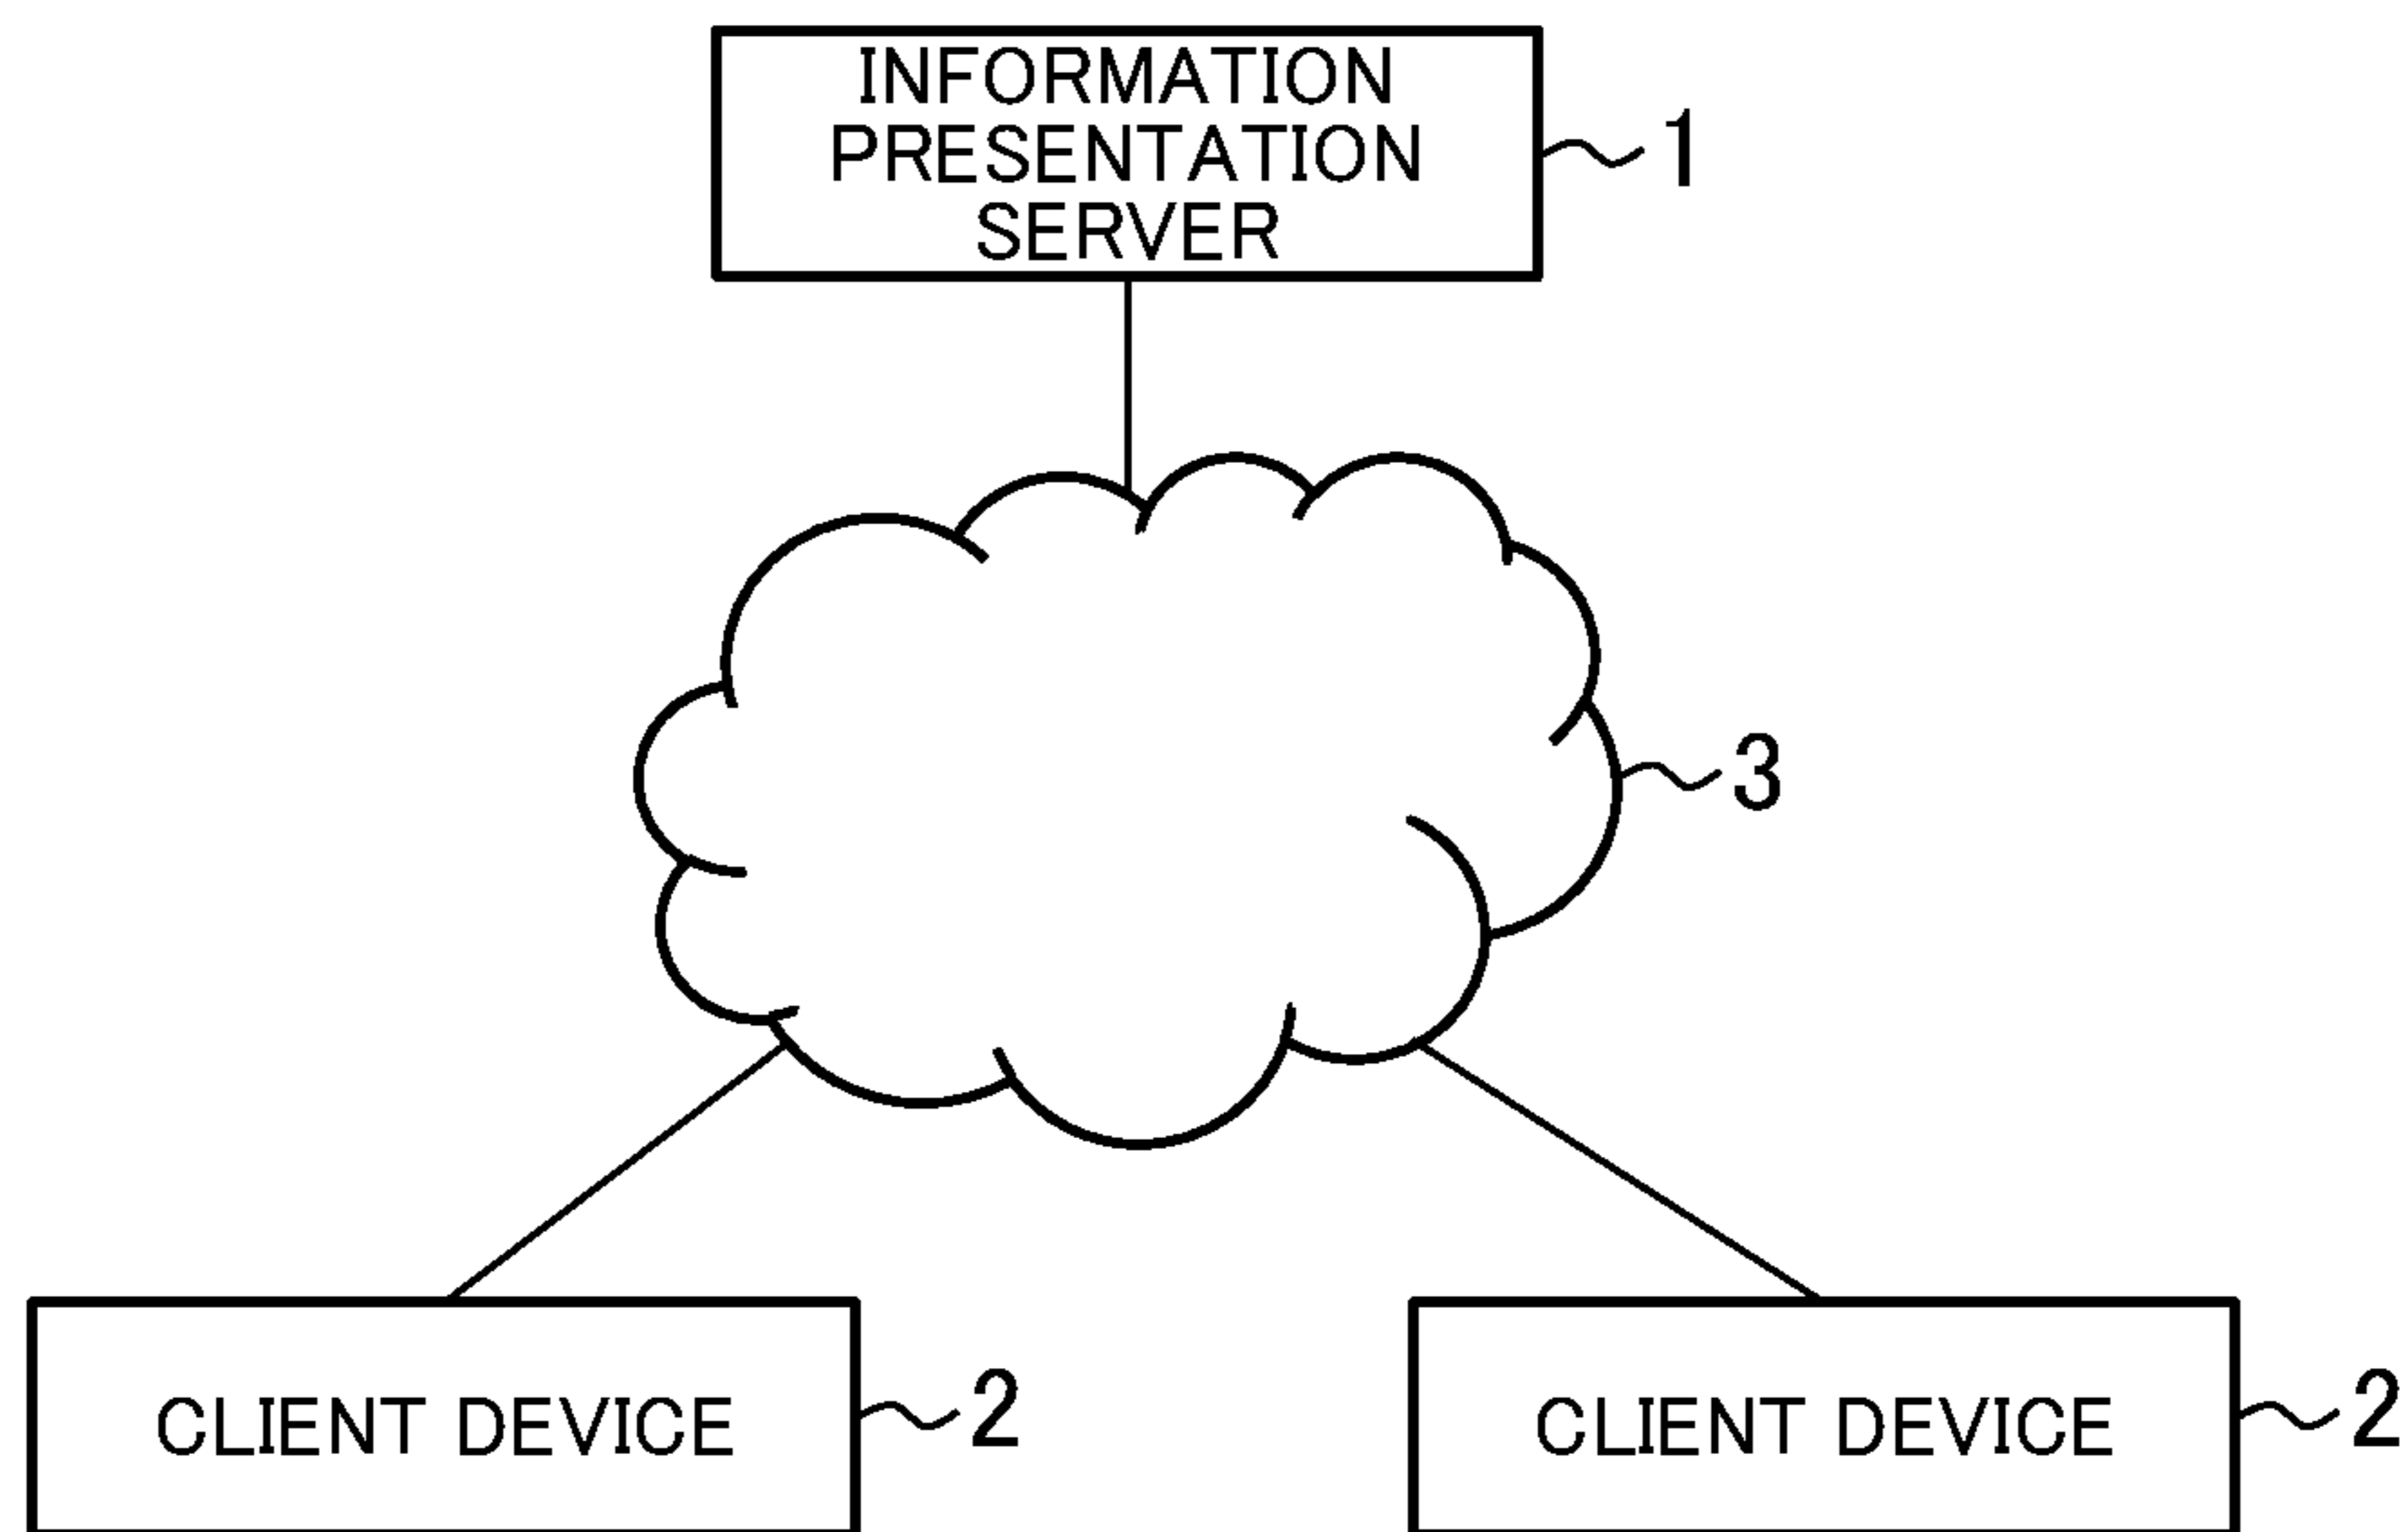 INFORMATION
PRESENTATION
SERVER
1
3
CLIENT DEVICE
2
CLIENT DEVICE
2